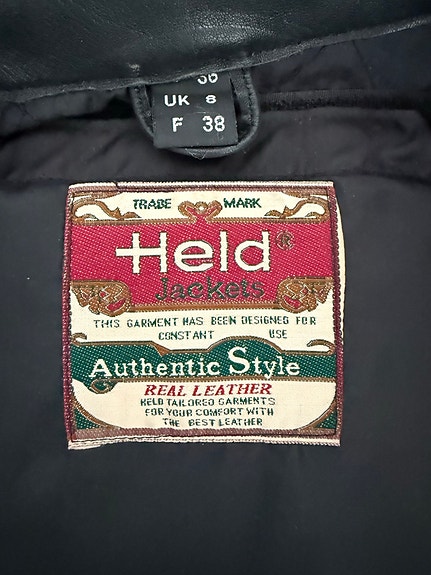 36
UK 8
F 38
TRADE MARK
Held®
Jackets
THIS GARMENT HAS BEEN DESIGNED FOR
CONSTANT USE
Authentic Style
REAL LEATHER
HELD TAILORED GARMENTS
FOR YOUR COMFORT WITH
THE BEST LEATHER